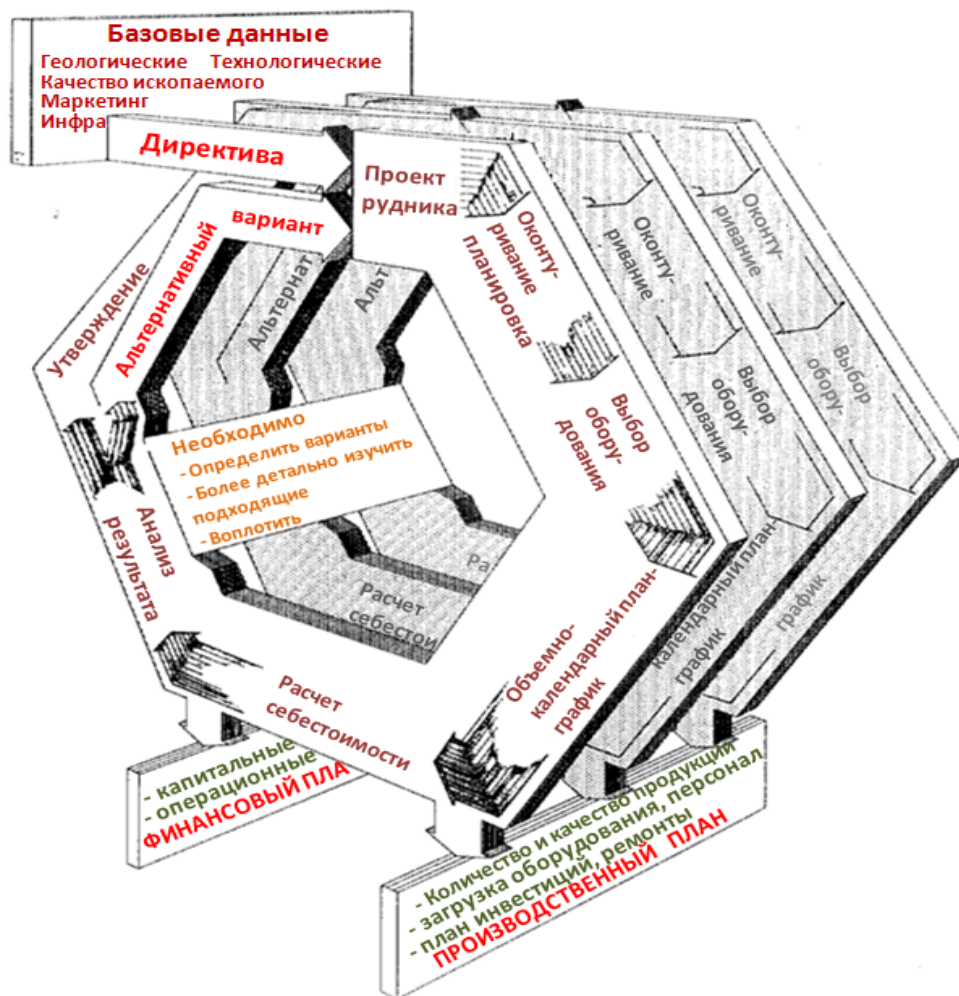 Базовые данные
Геологические Технологические
Качество ископаемого
Маркетинг
Инфра
Директива
Проект
рудника
Альтернативный
вариант
Утверждение
Оконту-
ривание
планировка
Выбор
обору-
дования
Объемно-
календарный план-
график
Расчет
себестоимости
Анализ
результата
Необходимо
- Определить варианты
- Более детально изучить
подходящие
- Воплотить
Альтернат
Альт
Расчет
себестои
Ра
Оконту-
ривание
Выбор
обору-
дования
календарный план-
график
Оконту-
ривание
Выбор
обору-
график
- капитальные
- операционные
ФИНАНСОВЫЙ ПЛА
- Количество и качество продукции
- загрузка оборудования, персонал
- план инвестиций, ремонты
ПРОИЗВОДСТВЕННЫЙ ПЛАН